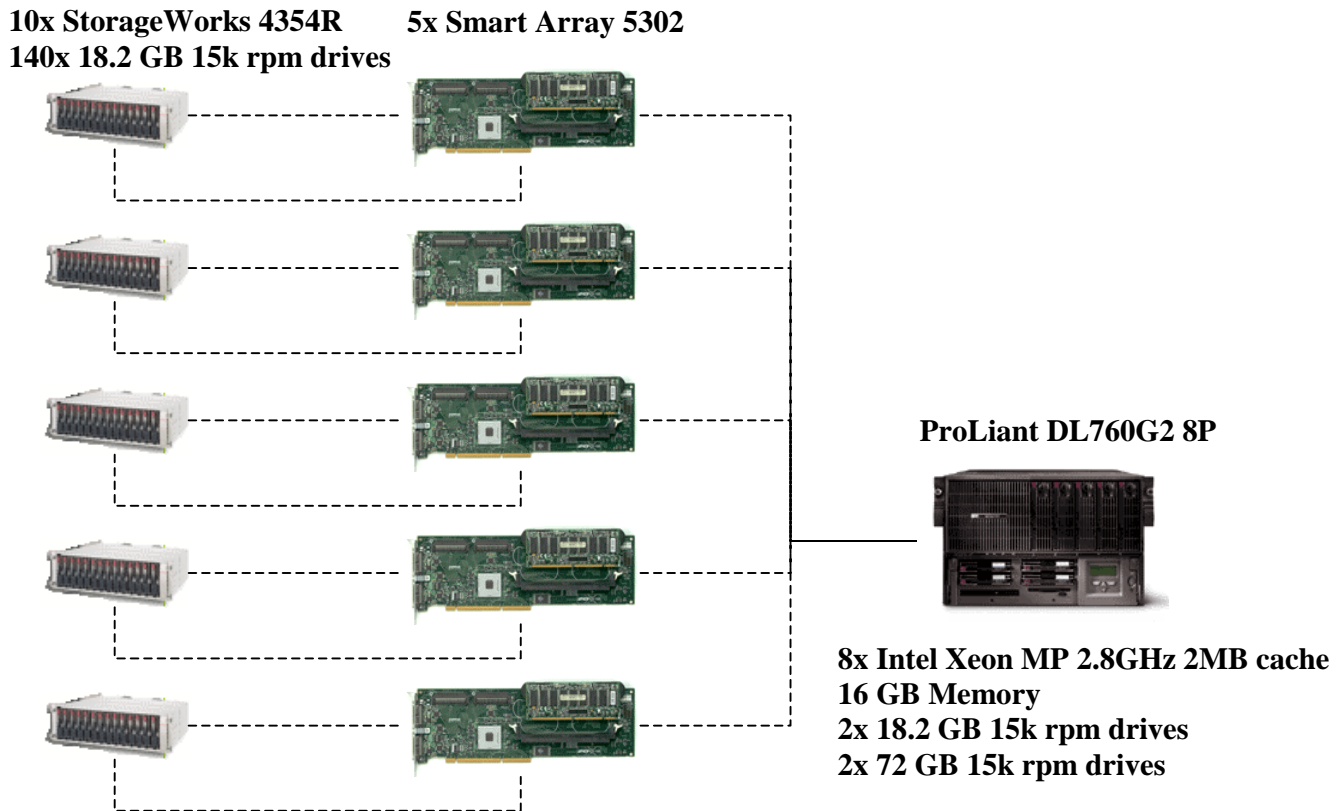 10x StorageWorks 4354R
140x 18.2 GB 15k rpm drives
5x Smart Array 5302
ProLiant DL760G2 8P
8x Intel Xeon MP 2.8GHz 2MB cache
16 GB Memory
2x 18.2 GB 15k rpm drives
2x 72 GB 15k rpm drives